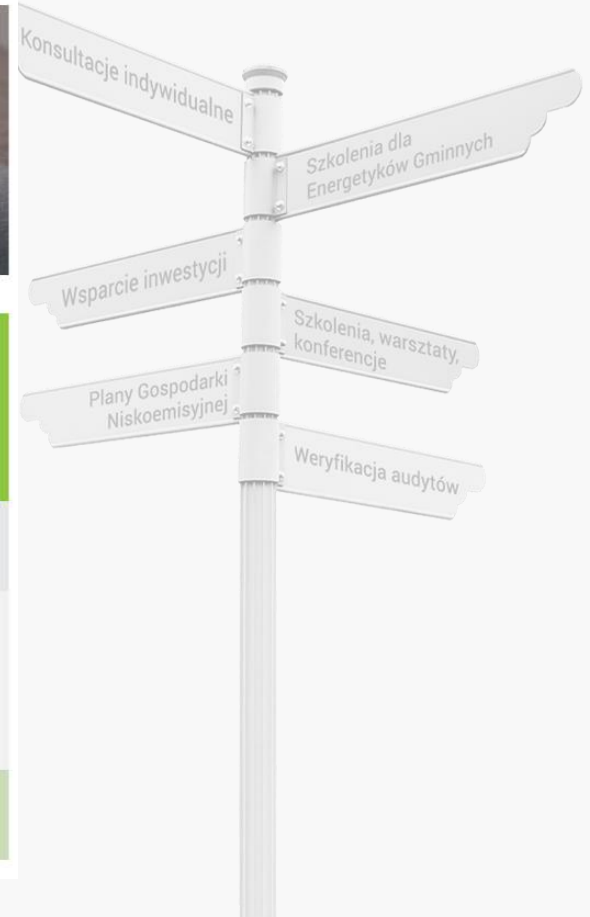 Konsultacje indywidualne
Szkolenia dla
Energetyków Gminnych
Wsparcie inwestycji
Szkolenia, warsztaty,
konferencje
Plany Gospodarki
Niskoemisyjnej
Weryfikacja audytów